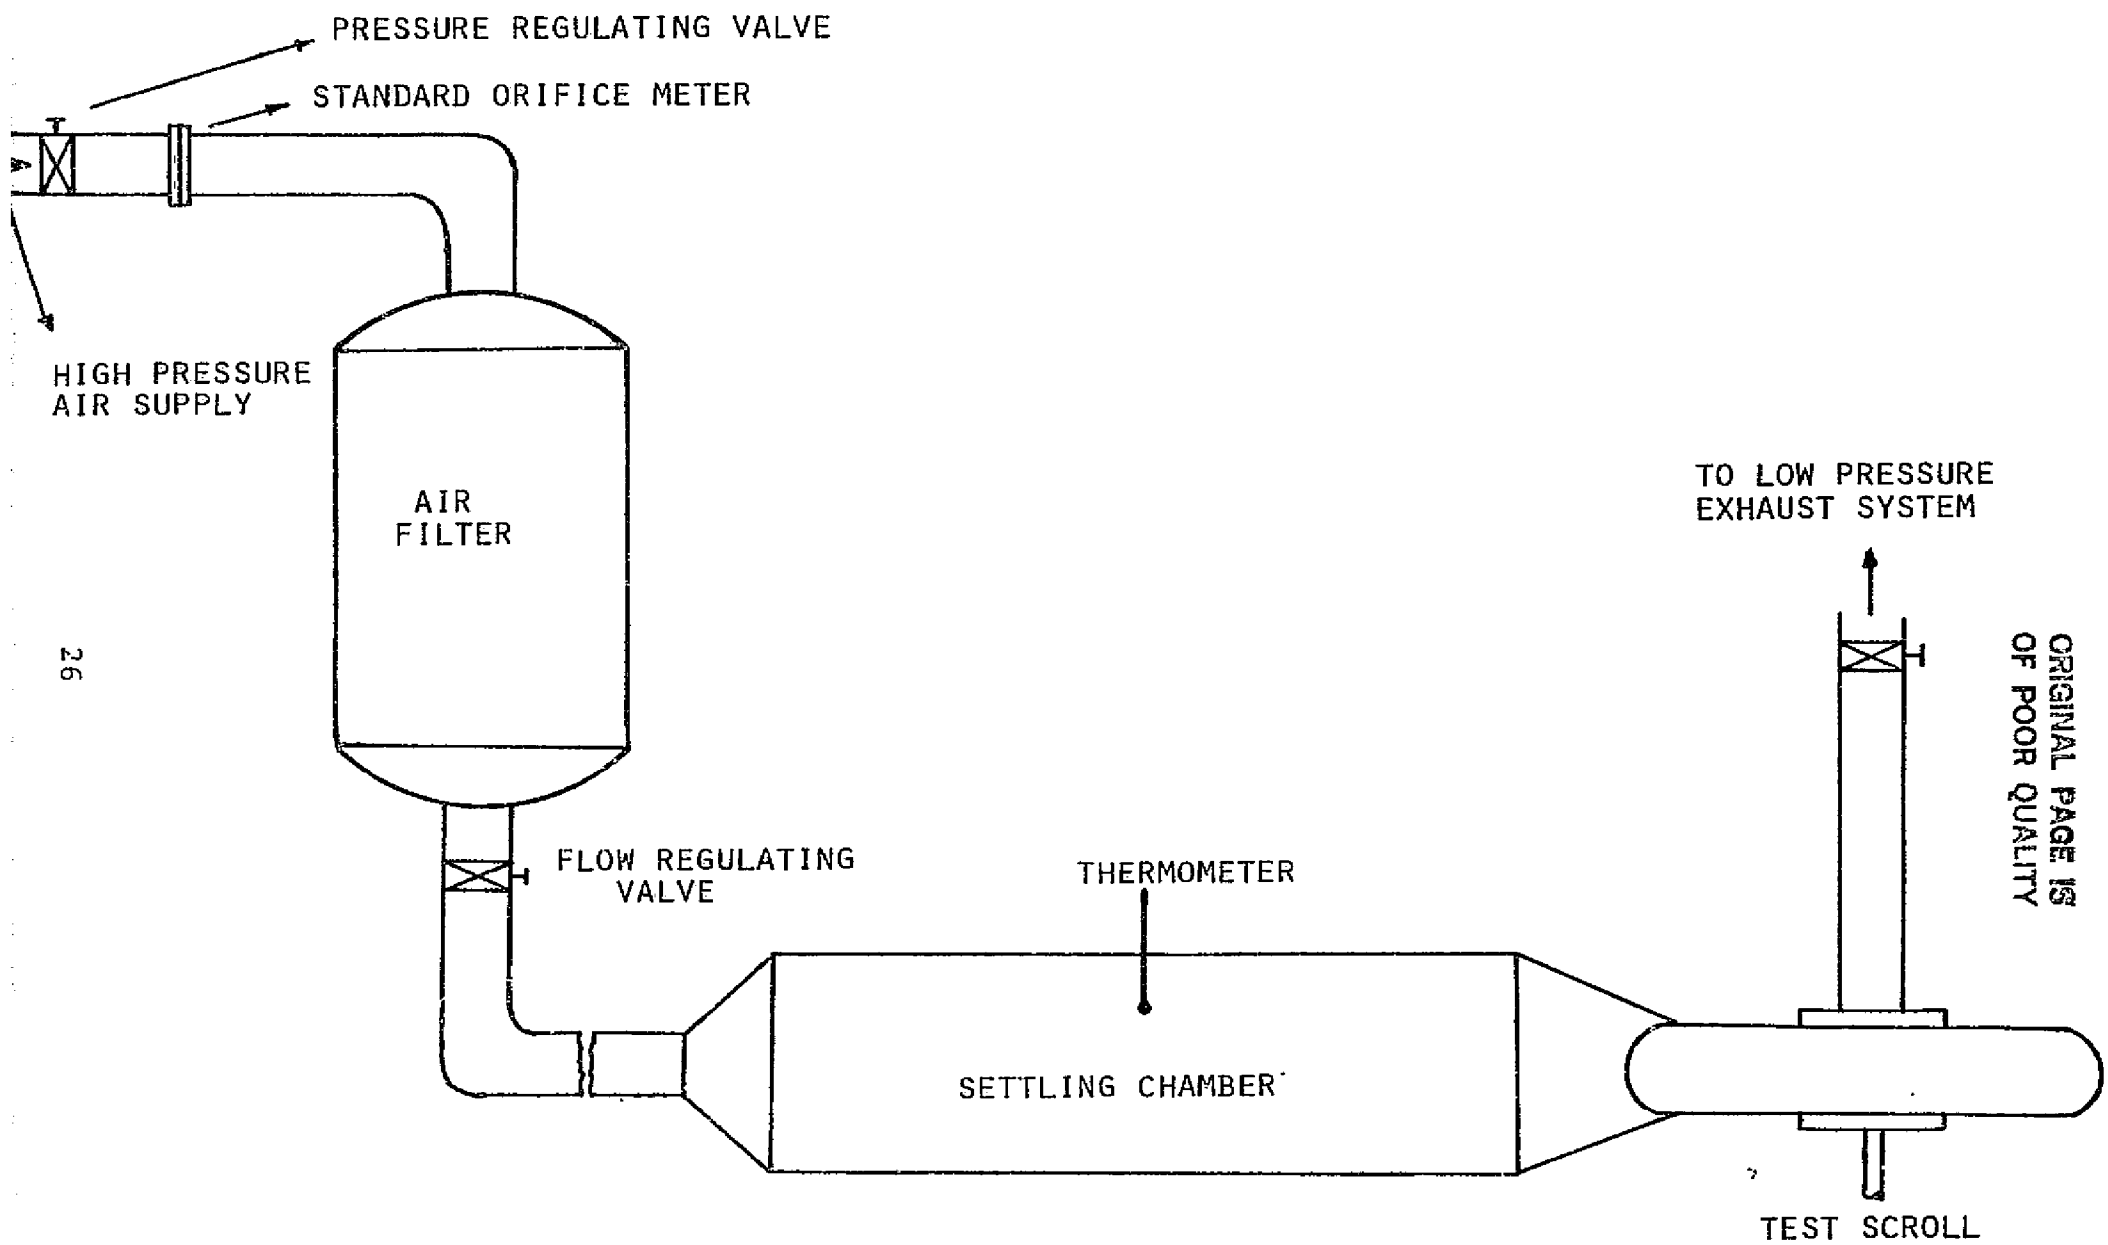 PRESSURE REGULATING VALVE
STANDARD ORIFICE METER
HIGH PRESSURE
AIR SUPPLY
AIR
FILTER
TO LOW PRESSURE
EXHAUST SYSTEM
26
ORIGINAL PAGE IS
OF POOR QUALITY
FLOW REGULATING
VALVE
THERMOMETER
SETTLING CHAMBER
TEST SCROLL